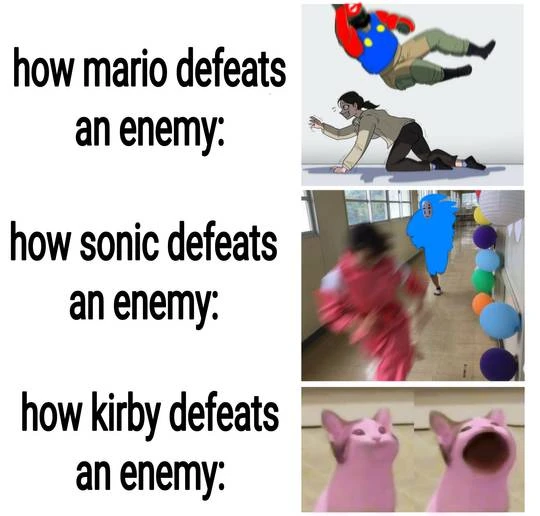 how mario defeats
an enemy:
how sonic defeats
an enemy:
how kirby defeats
an enemy: